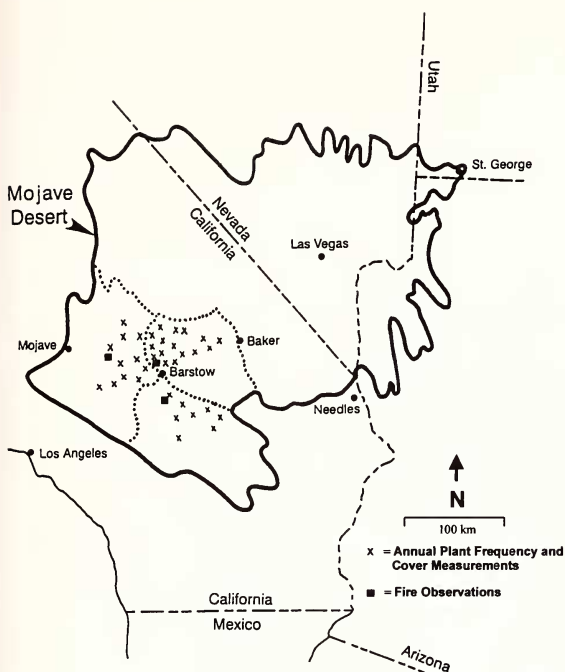 Utah
St. George
Mojave
Desert
Nevada
California
Las Vegas
Mojave
Baker
Barstow
Needles
Los Angeles
N
100 km
x = Annual Plant Frequency and
Cover Measurements
■ = Fire Observations
California
Mexico
Arizona